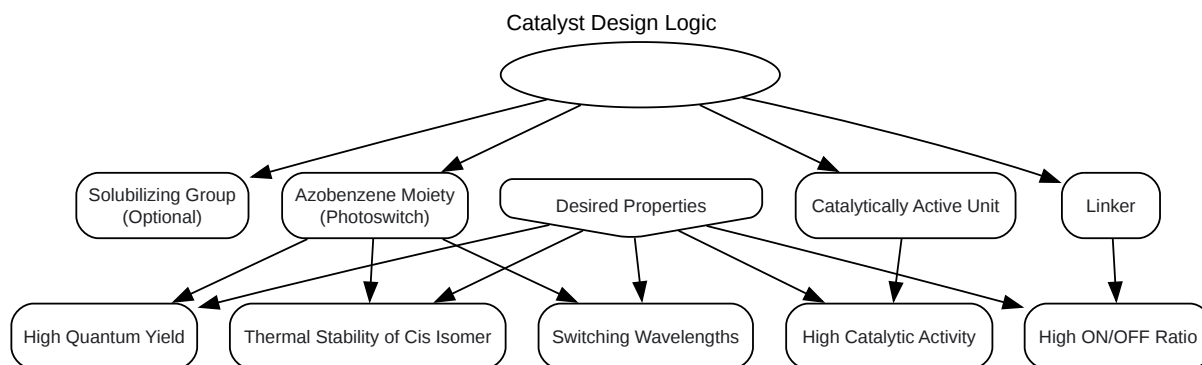 Catalyst Design Logic
Solubilizing Group
(Optional)
Azobenzene Moiety
(Photoswitch)
Desired Properties
Catalytically Active Unit
Linker
High Quantum Yield
Thermal Stability of Cis Isomer
Switching Wavelengths
High Catalytic Activity
High ON/OFF Ratio